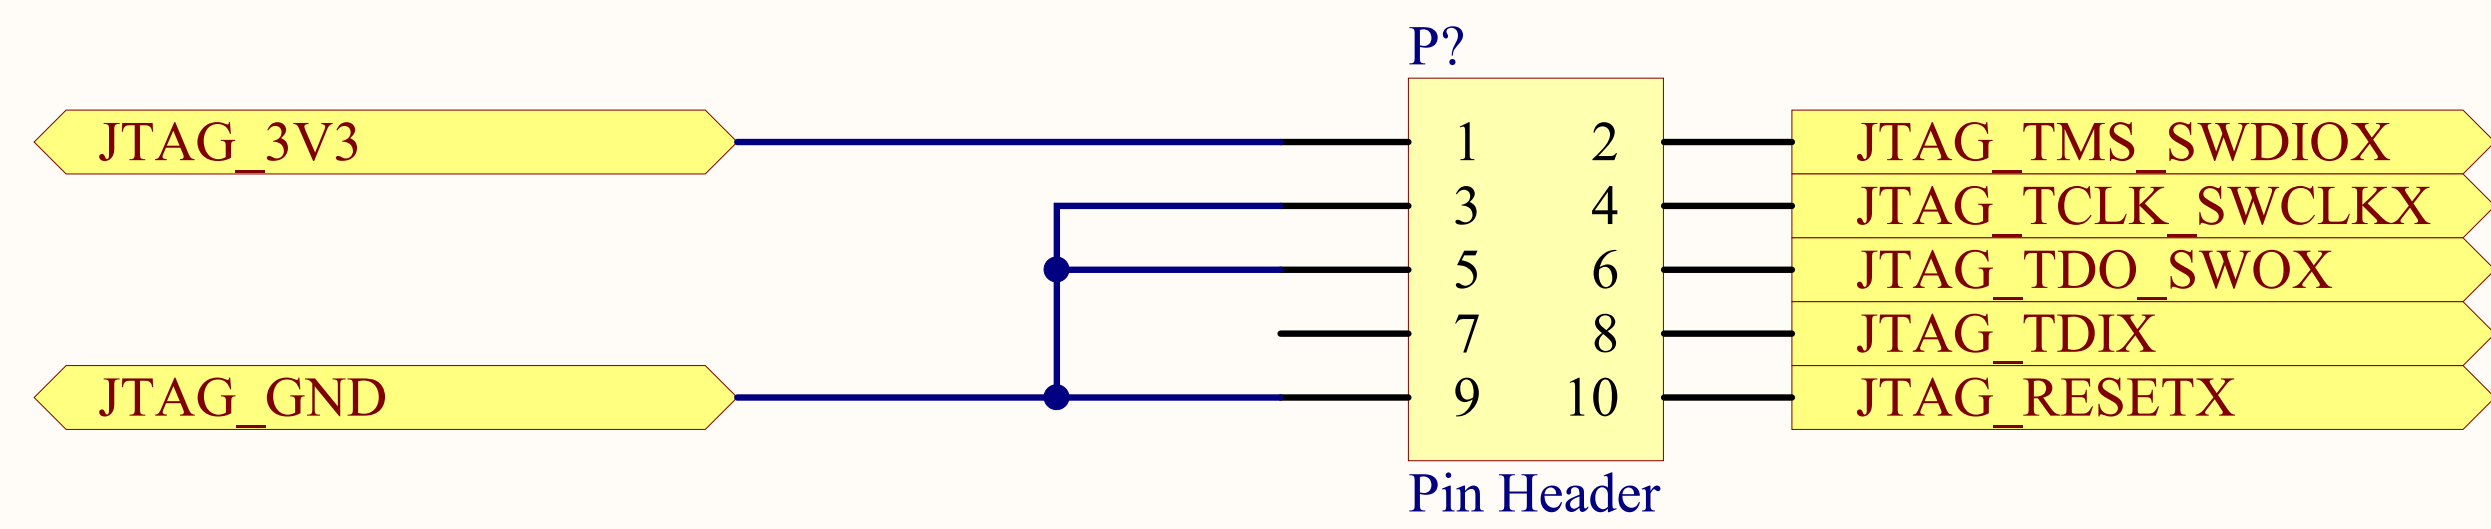 P?
JTAG_3V3 1 2 JTAG_TMS_SWDIOX
3 4 JTAG_TCLK_SWCLKX
5 6 JTAG_TDO_SWOX
7 8 JTAG_TDIX
JTAG_GND 9 10 JTAG_RESETX
Pin Header